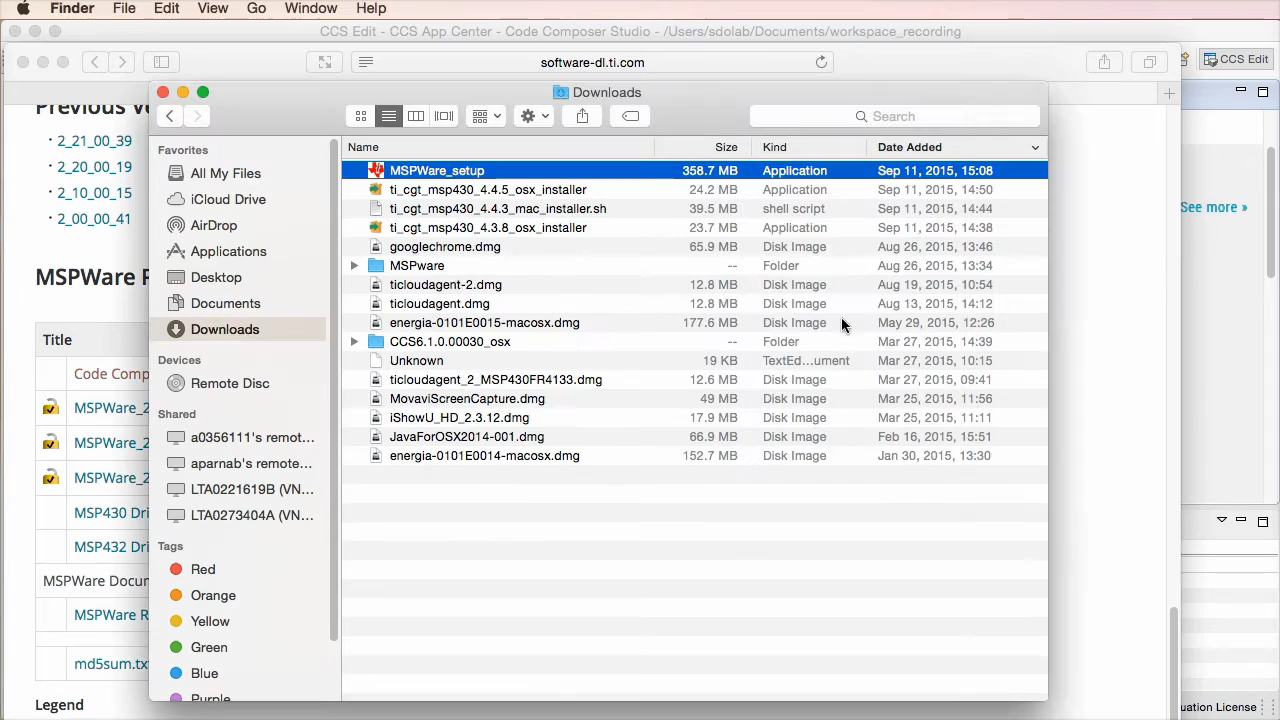 Finder File Edit View Go Window Help
CCS Edit - CCS App Center - Code Composer Studio - /Users/sdolab/Documents/workspace_recording
software-dl.ti.com
CCS Edit
Downloads
Search
Previous Ve
2_21_00_39
2_20_00_19
2_10_00_15
2_00_00_41
MSPWare R
Title
Code Comp
MSPWare_2
MSPWare_2
MSPWare_2
MSP430 Dri
MSP432 Dri
MSPWare Docum
MSPWare R
md5sum.tx
Legend
Favorites
All My Files
iCloud Drive
AirDrop
Applications
Desktop
Documents
Downloads
Devices
Remote Disc
Shared
a0356111's remot...
aparnab's remote...
LTA0221619B (VN...
LTA0273404A (VN...
Tags
Red
Orange
Yellow
Green
Blue
Purple
Name Size Kind Date Added
MSPWare_setup 358.7 MB Application Sep 11, 2015, 15:08
ti_cgt_msp430_4.4.5_osx_installer 24.2 MB Application Sep 11, 2015, 14:50
ti_cgt_msp430_4.4.3_mac_installer.sh 39.5 MB shell script Sep 11, 2015, 14:44
ti_cgt_msp430_4.3.8_osx_installer 23.7 MB Application Sep 11, 2015, 14:38
googlechrome.dmg 65.9 MB Disk Image Aug 26, 2015, 13:46
MSPware -- Folder Aug 26, 2015, 13:34
ticloudagent-2.dmg 12.8 MB Disk Image Aug 19, 2015, 10:54
ticloudagent.dmg 12.8 MB Disk Image Aug 13, 2015, 14:12
energia-0101E0015-macosx.dmg 177.6 MB Disk Image May 29, 2015, 12:26
CCS6.1.0.00030_osx -- Folder Mar 27, 2015, 14:39
Unknown 19 KB TextEd...ument Mar 27, 2015, 10:15
ticloudagent_2_MSP430FR4133.dmg 12.6 MB Disk Image Mar 27, 2015, 09:41
MovaviScreenCapture.dmg 49 MB Disk Image Mar 25, 2015, 11:56
iShowU_HD_2.3.12.dmg 17.9 MB Disk Image Mar 25, 2015, 11:11
JavaForOSX2014-001.dmg 66.9 MB Disk Image Feb 16, 2015, 15:51
energia-0101E0014-macosx.dmg 152.7 MB Disk Image Jan 30, 2015, 13:30
See more »
uation License